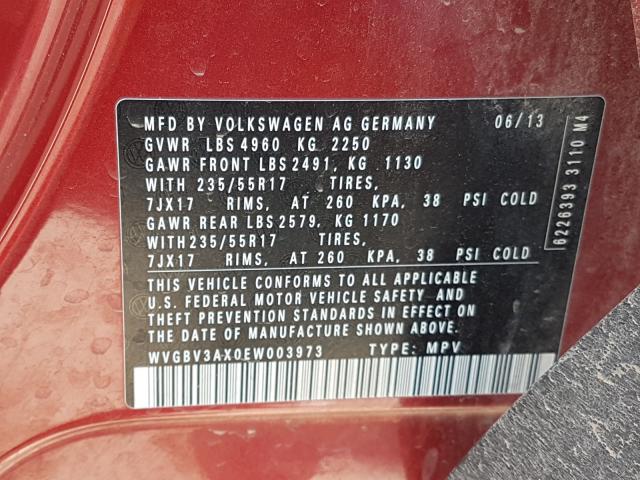 MFD BY VOLKSWAGEN AG GERMANY 06/13
GVWR LBS 4960 KG 2250
GAWR FRONT LBS 2491, KG 1130
WITH 235/55R17 TIRES,
7JX17 RIMS, AT 260 KPA, 38 PSI COLD
GAWR REAR LBS 2579, KG 1170
WITH 235/55R17 TIRES,
7JX17 RIMS, AT 260 KPA, 38 PSI COLD
THIS VEHICLE CONFORMS TO ALL APPLICABLE
U.S. FEDERAL MOTOR VEHICLE SAFETY AND
THEFT PREVENTION STANDARDS IN EFFECT ON
THE DATE OF MANUFACTURE SHOWN ABOVE.
WVGBV3AX0EW003973 TYPE: MPV
6226393 3110 M4